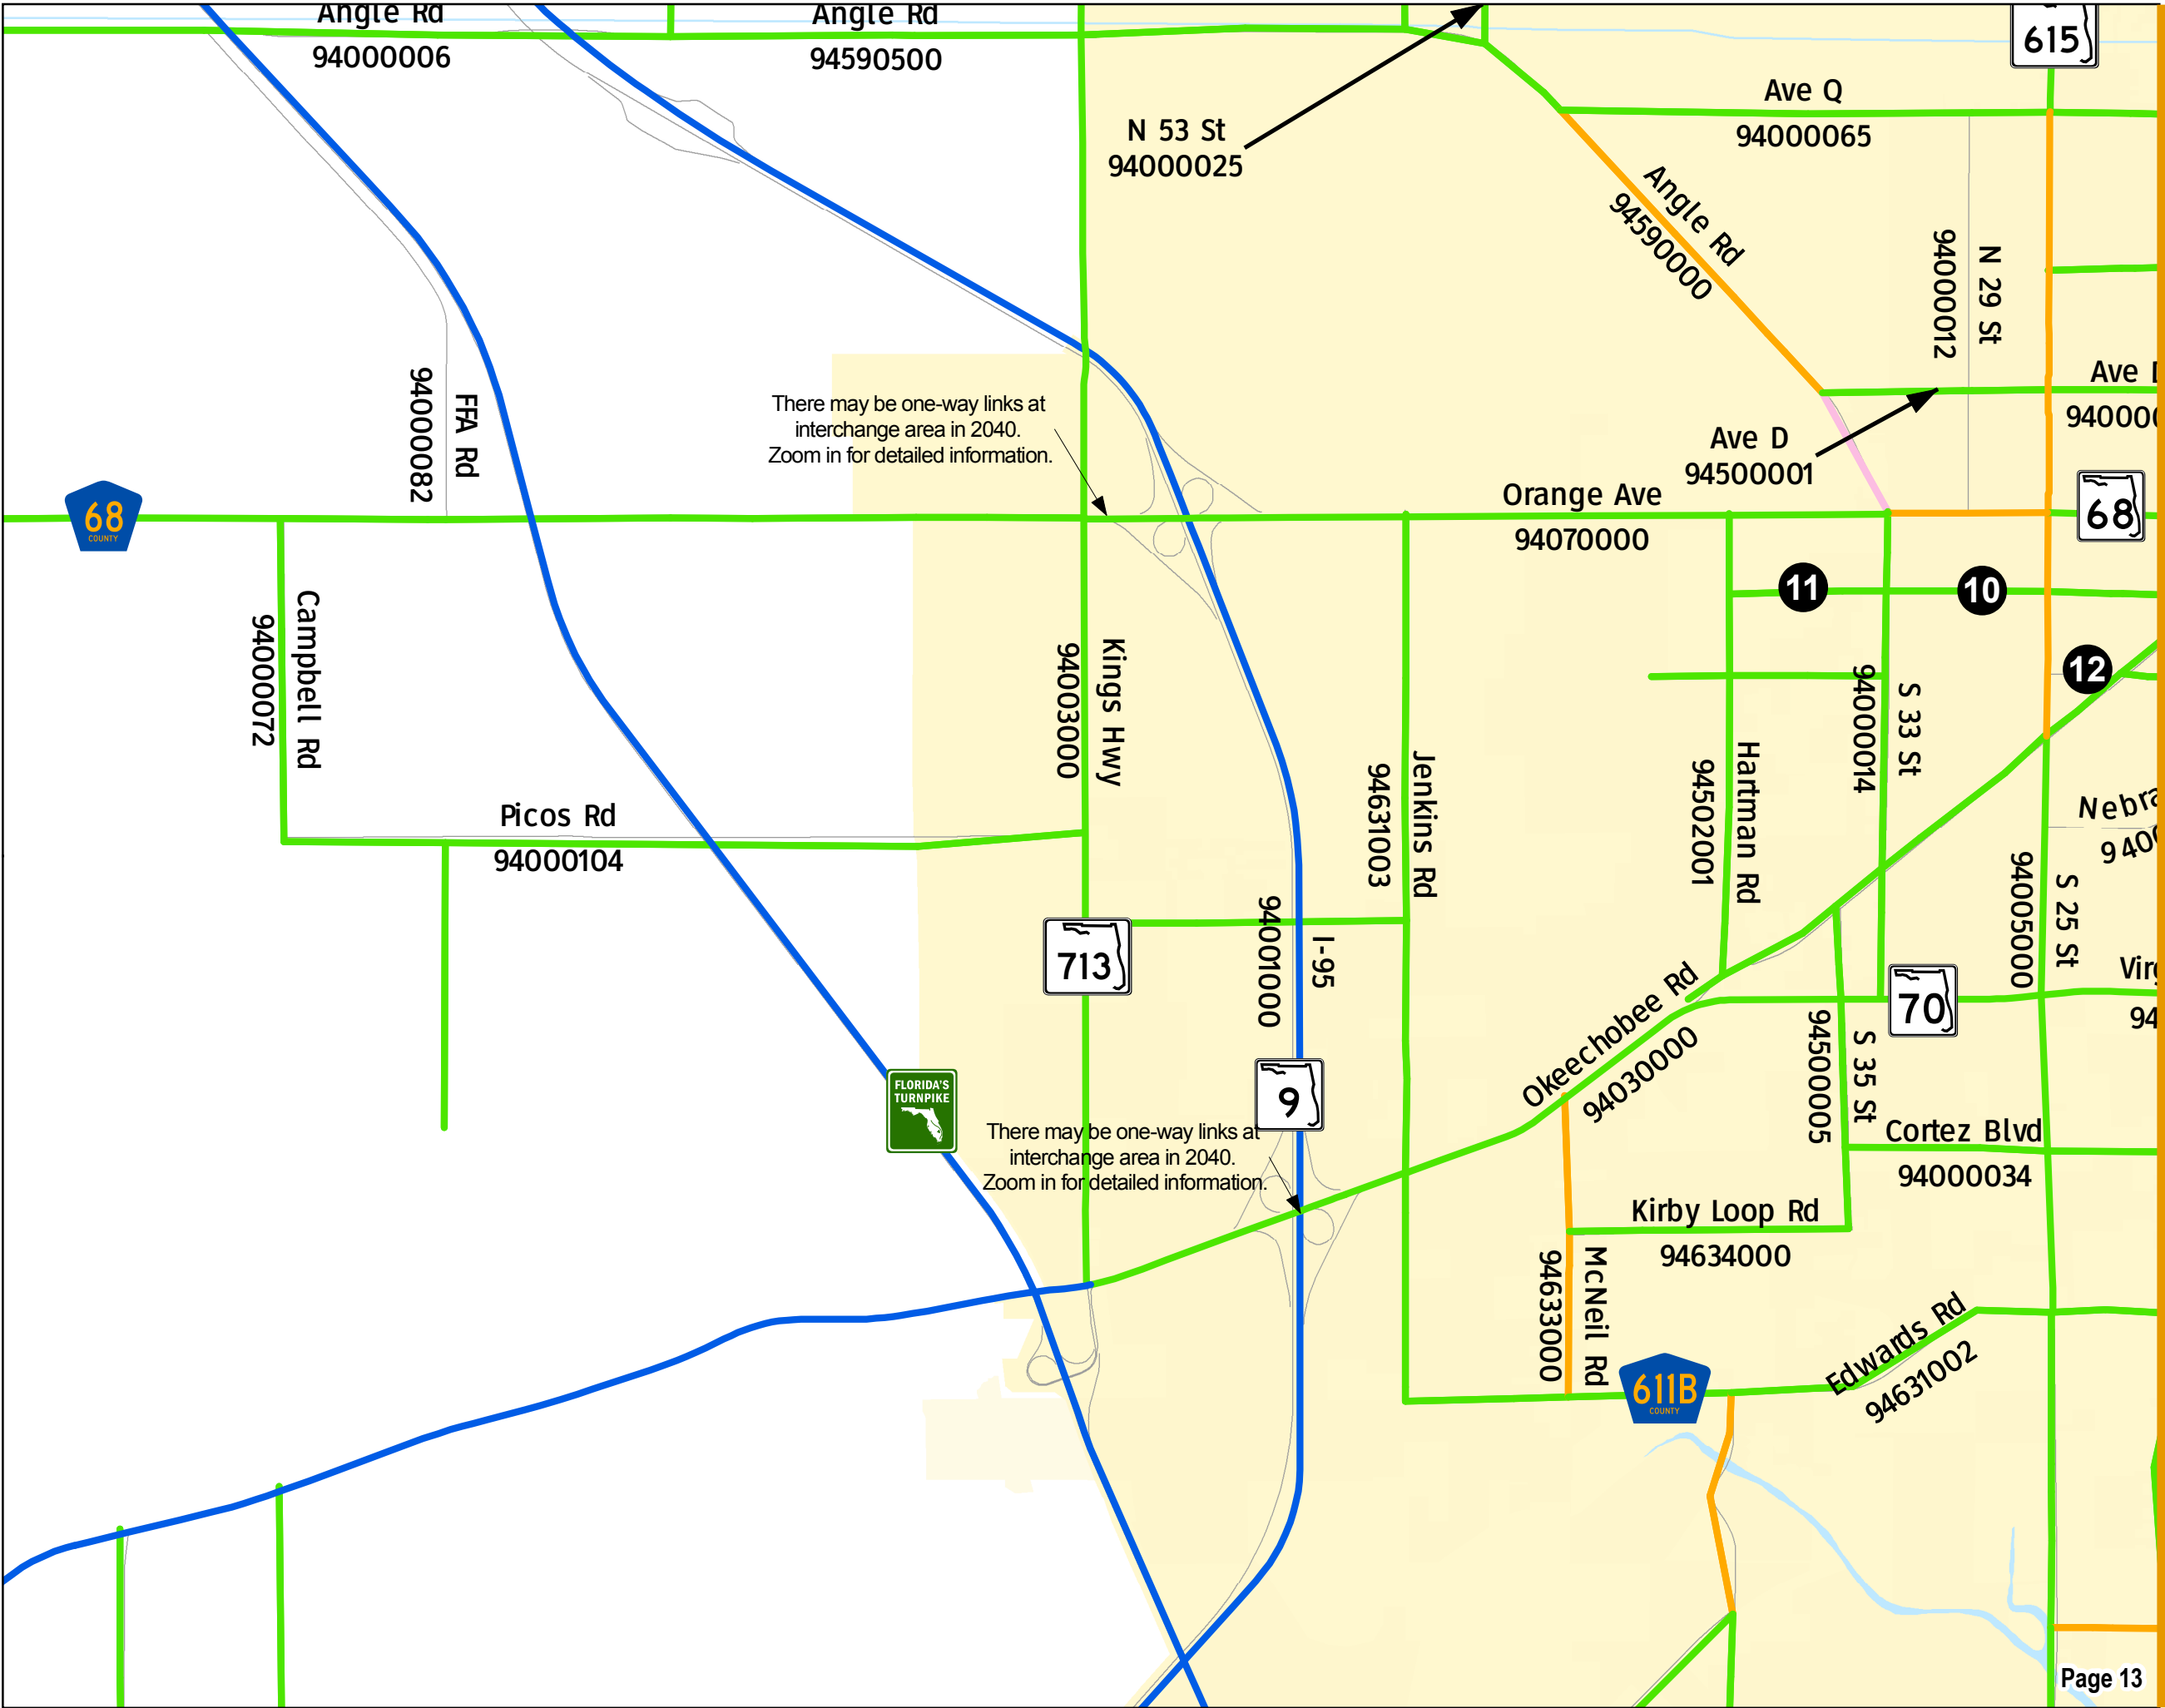 Angle Rd
94000006
Angle Rd
94590500
615
Ave Q
94000065
N 53 St
94000025
Angle Rd
94590000
N 29 St
94000012
FFA Rd
94000082
There may be one-way links at
interchange area in 2040.
Zoom in for detailed information.
Ave D
94500001
Ave
94000
68
COUNTY
Orange Ave
94070000
68
11
10
12
Campbell Rd
94000072
Kings Hwy
94003000
Jenkins Rd
94631003
Hartman Rd
94502001
S 33 St
94000014
Picos Rd
94000104
Nebra
940
713
I-95
94001000
S 25 St
94005000
Okeechobee Rd
94030000
70
Vir
94
S 35 St
94500005
FLORIDA'S
TURNPIKE
9
There may be one-way links at
interchange area in 2040.
Zoom in for detailed information.
Cortez Blvd
94000034
Kirby Loop Rd
94634000
McNeil Rd
94633000
611B
COUNTY
Edwards Rd
94631002
Page 13